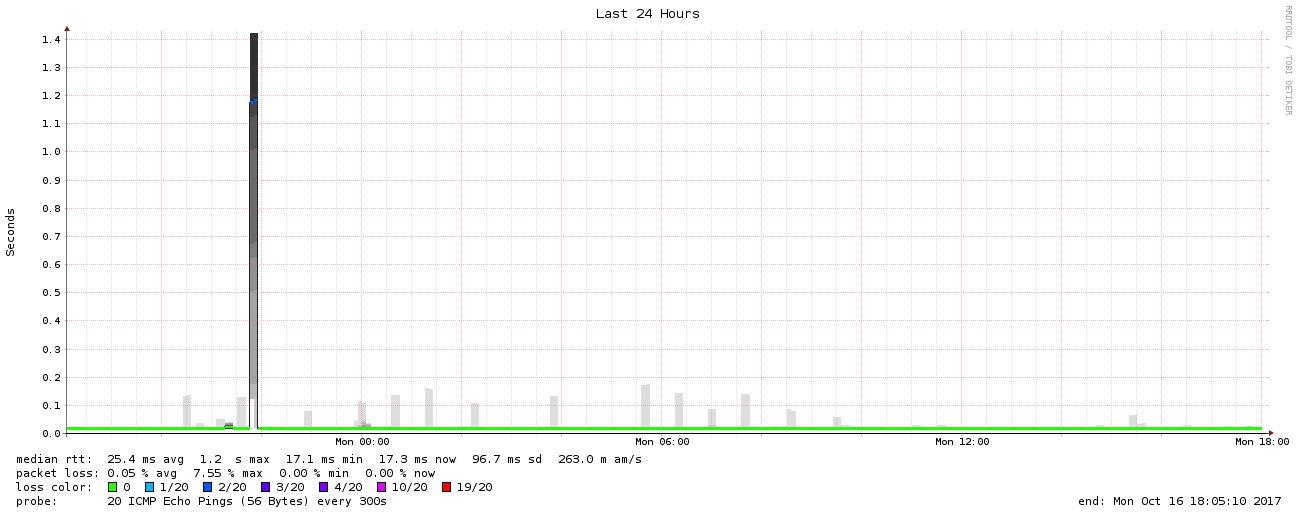 Last 24 Hours
RRDTOOL / TOBI OETIKER
Seconds
1.4
1.3
1.2
1.1
1.0
0.9
0.8
0.7
0.6
0.5
0.4
0.3
0.2
0.1
0.0
Mon 00:00 Mon 06:00 Mon 12:00 Mon 18:00
median rtt: 25.4 ms avg 1.2 s max 17.1 ms min 17.3 ms now 96.7 ms sd 263.0 m am/s
packet loss: 0.05 % avg 7.55 % max 0.00 % min 0.00 % now
loss color: 0 1/20 2/20 3/20 4/20 10/20 19/20
probe: 20 ICMP Echo Pings (56 Bytes) every 300s end: Mon Oct 16 18:05:10 2017